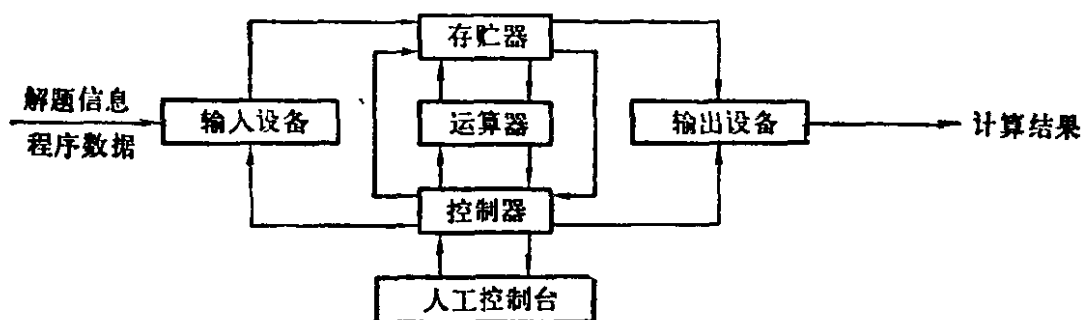 存贮器
解题信息
程序数据
输入设备
运算器
输出设备
计算结果
控制器
人工控制台